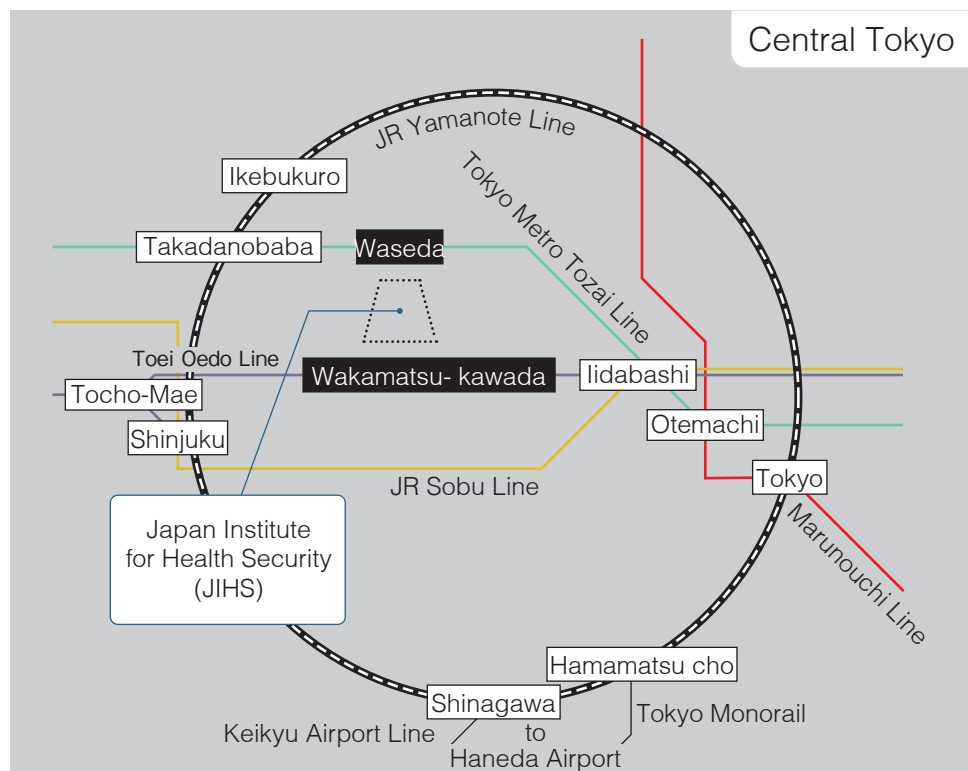 Central Tokyo
JR Yamanote Line
Ikebukuro
Tokyo Metro Tozai Line
Takadanobaba
Waseda
Toei Oedo Line
Wakamatsu- kawada
Iidabashi
Tocho-Mae
Otemachi
Shinjuku
JR Sobu Line
Tokyo
Marunouchi Line
Japan Institute
for Health Security
(JIHS)
Hamamatsu cho
Shinagawa
Tokyo Monorail
Keikyu Airport Line
to
Haneda Airport